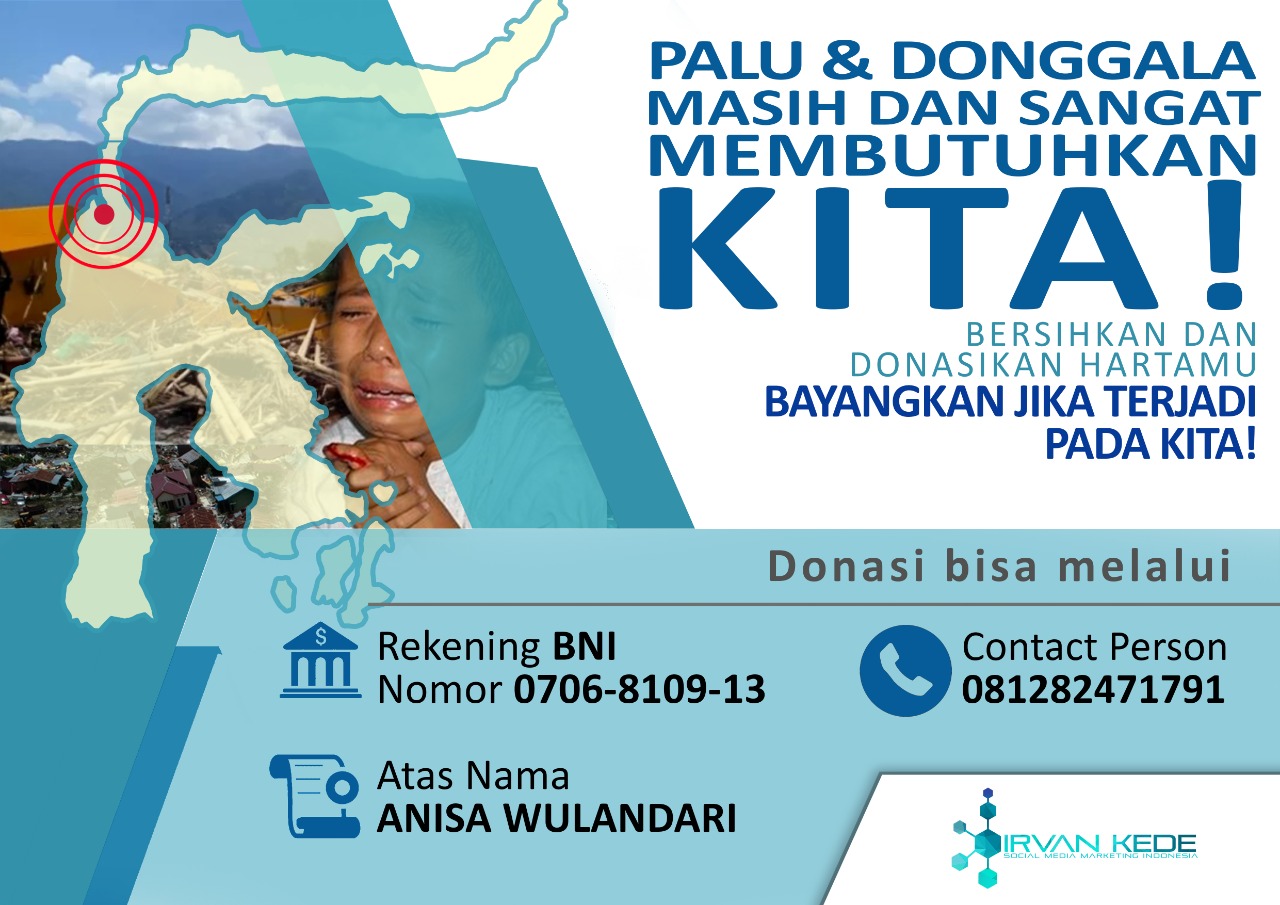 PALU & DONGGALA
MASIH DAN SANGAT
MEMBUTUHKAN
KITA!
BERSIHKAN DAN
DONASIKAN HARTAMU
BAYANGKAN JIKA TERJADI
PADA KITA!
Donasi bisa melalui
$
Rekening BNI
Nomor 0706-8109-13
Contact Person
081282471791
Atas Nama
ANISA WULANDARI
IRVAN KEDE
SOCIAL MEDIA MARKETING INDONESIA